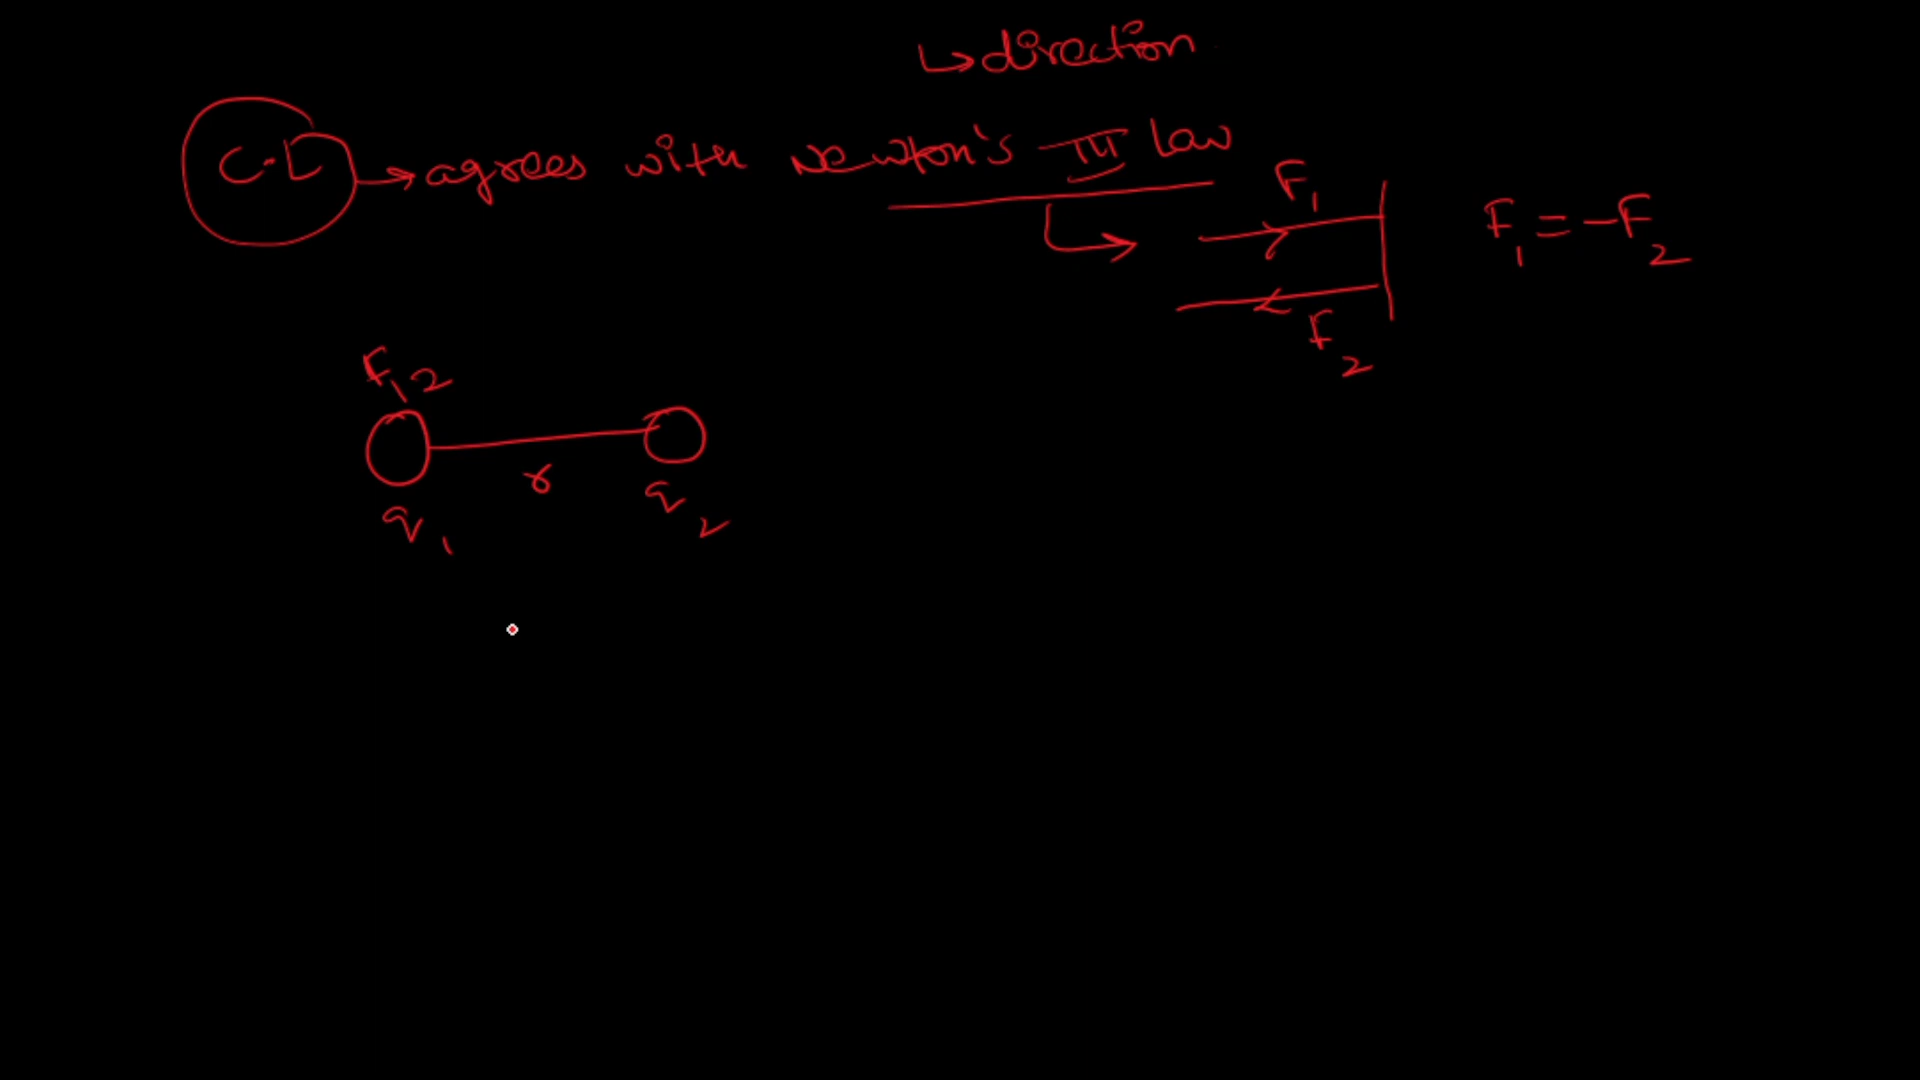 ↳direction
C.L → agrees with Newton's III law
F1
F1 = -F2
F2
F12
r
q1
q2